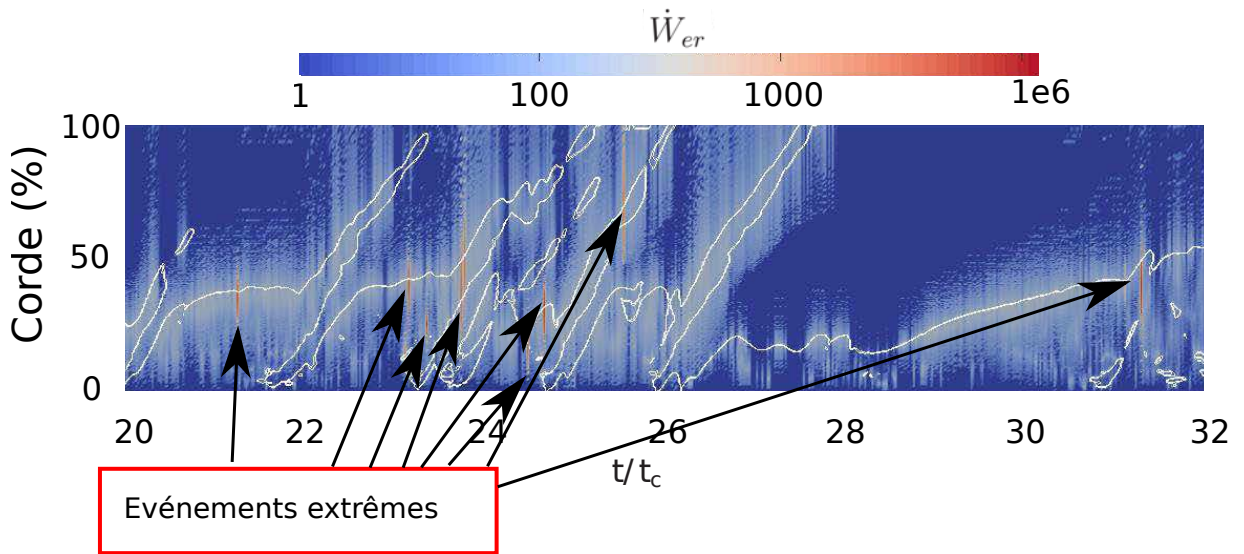 Ẇer
1 100 1000 1e6
Corde (%)
100
50
0
20 22 24 26 28 30 32
t/tc
Evénements extrêmes